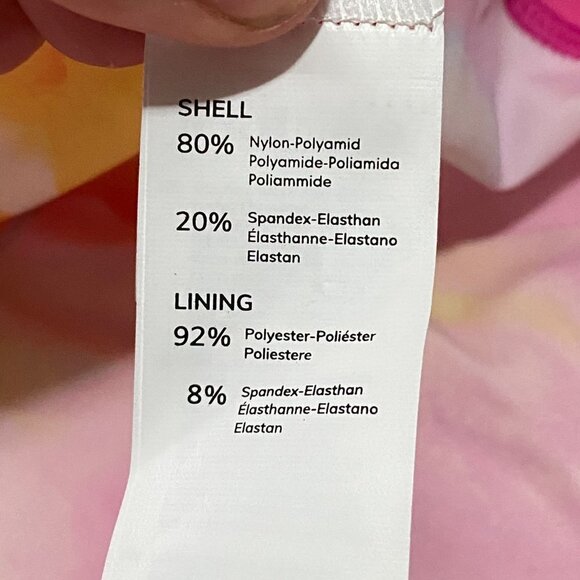 SHELL
80% Nylon-Polyamid
Polyamide-Poliamida
Poliammide
20% Spandex-Elasthan
Élasthanne-Elastano
Elastan
LINING
92% Polyester-Poliéster
Poliestere
8% Spandex-Elasthan
Élasthanne-Elastano
Elastan